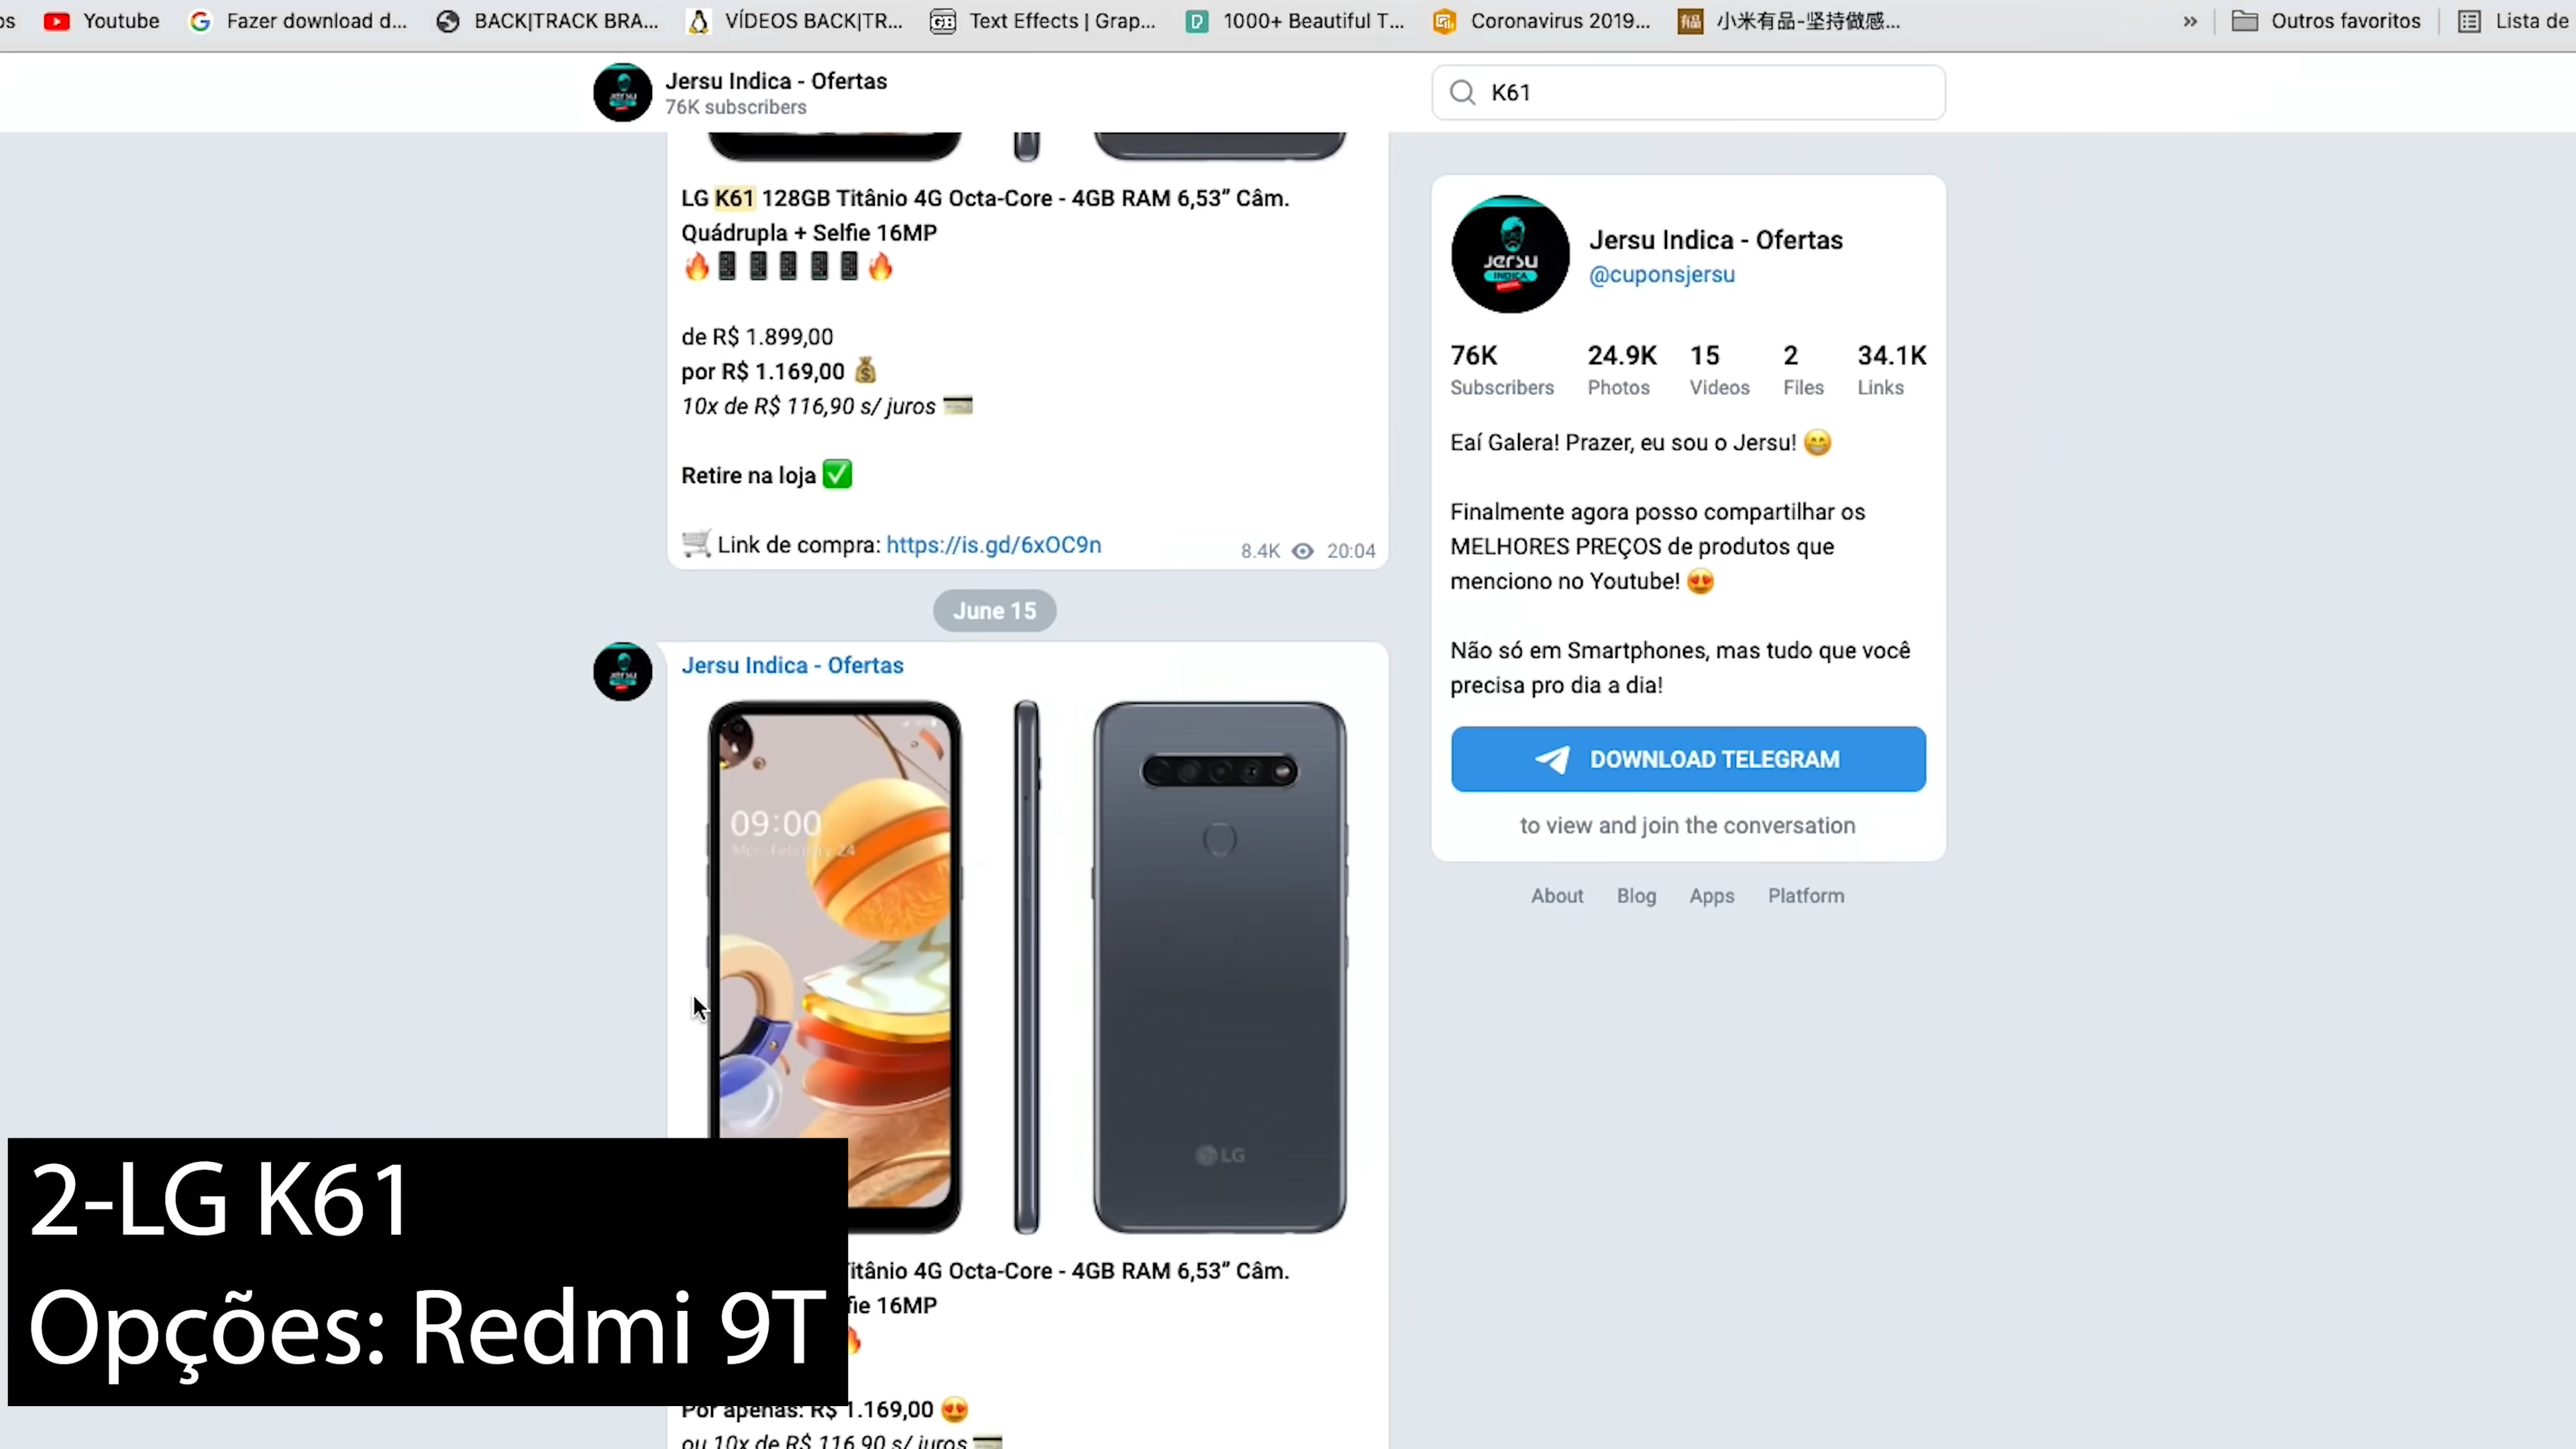 os Youtube Fazer download d... BACK|TRACK BRA... VÍDEOS BACK|TR... Text Effects | Grap... 1000+ Beautiful T... Coronavirus 2019... 小米有品-坚持做感... » Outros favoritos Lista de
Jersu Indica - Ofertas
76K subscribers
K61
LG K61 128GB Titânio 4G Octa-Core - 4GB RAM 6,53” Câm.
Quádrupla + Selfie 16MP
🔥📱📱📱📱📱🔥
de R$ 1.899,00
por R$ 1.169,00 💰
10x de R$ 116,90 s/ juros 💳
Retire na loja ✅
🛒 Link de compra: https://is.gd/6xOC9n
8.4K 20:04
June 15
Jersu Indica - Ofertas
09:00
Mon, February 24
LG
itânio 4G Octa-Core - 4GB RAM 6,53” Câm.
fie 16MP
Por apenas: R$ 1.169,00 😍
ou 10x de R$ 116,90 s/ juros 💳
2-LG K61
Opções: Redmi 9T
JERSU
INDICA
Jersu Indica - Ofertas
@cuponsjersu
76K 24.9K 15 2 34.1K
Subscribers Photos Videos Files Links
Eaí Galera! Prazer, eu sou o Jersu! 😁
Finalmente agora posso compartilhar os
MELHORES PREÇOS de produtos que
menciono no Youtube! 😍
Não só em Smartphones, mas tudo que você
precisa pro dia a dia!
DOWNLOAD TELEGRAM
to view and join the conversation
About Blog Apps Platform